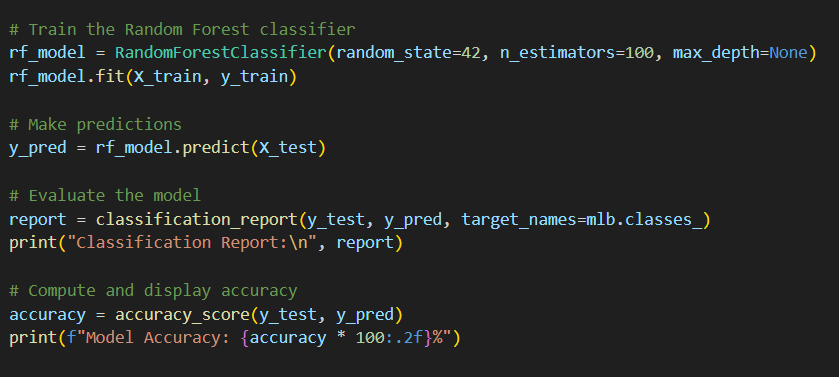 # Train the Random Forest classifier
rf_model = RandomForestClassifier(random_state=42, n_estimators=100, max_depth=None)
rf_model.fit(X_train, y_train)
# Make predictions
y_pred = rf_model.predict(X_test)
# Evaluate the model
report = classification_report(y_test, y_pred, target_names=mlb.classes_)
print("Classification Report:\n", report)
# Compute and display accuracy
accuracy = accuracy_score(y_test, y_pred)
print(f"Model Accuracy: {accuracy * 100:.2f}%")